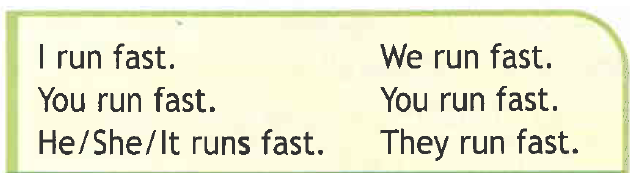 I run fast.
You run fast.
He/She/It runs fast.
We run fast.
You run fast.
They run fast.